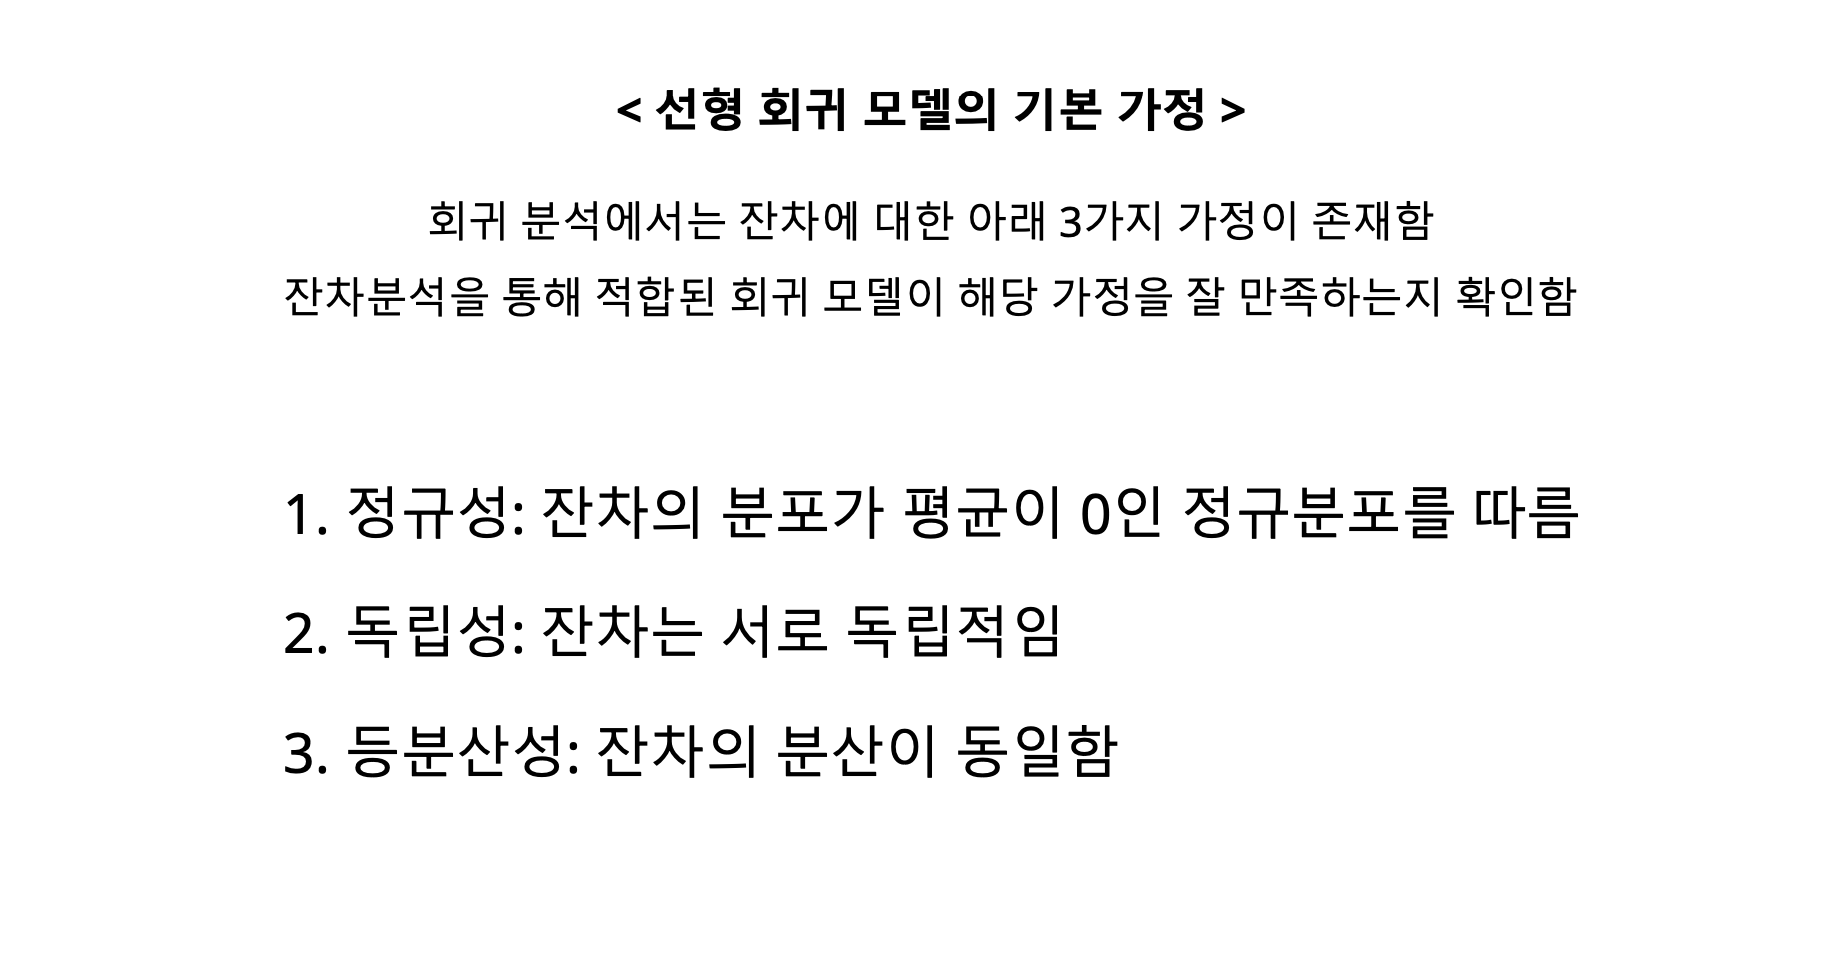 < 선형 회귀 모델의 기본 가정 >
회귀 분석에서는 잔차에 대한 아래 3가지 가정이 존재함
잔차분석을 통해 적합된 회귀 모델이 해당 가정을 잘 만족하는지 확인함
1. 정규성: 잔차의 분포가 평균이 0인 정규분포를 따름
2. 독립성: 잔차는 서로 독립적임
3. 등분산성: 잔차의 분산이 동일함